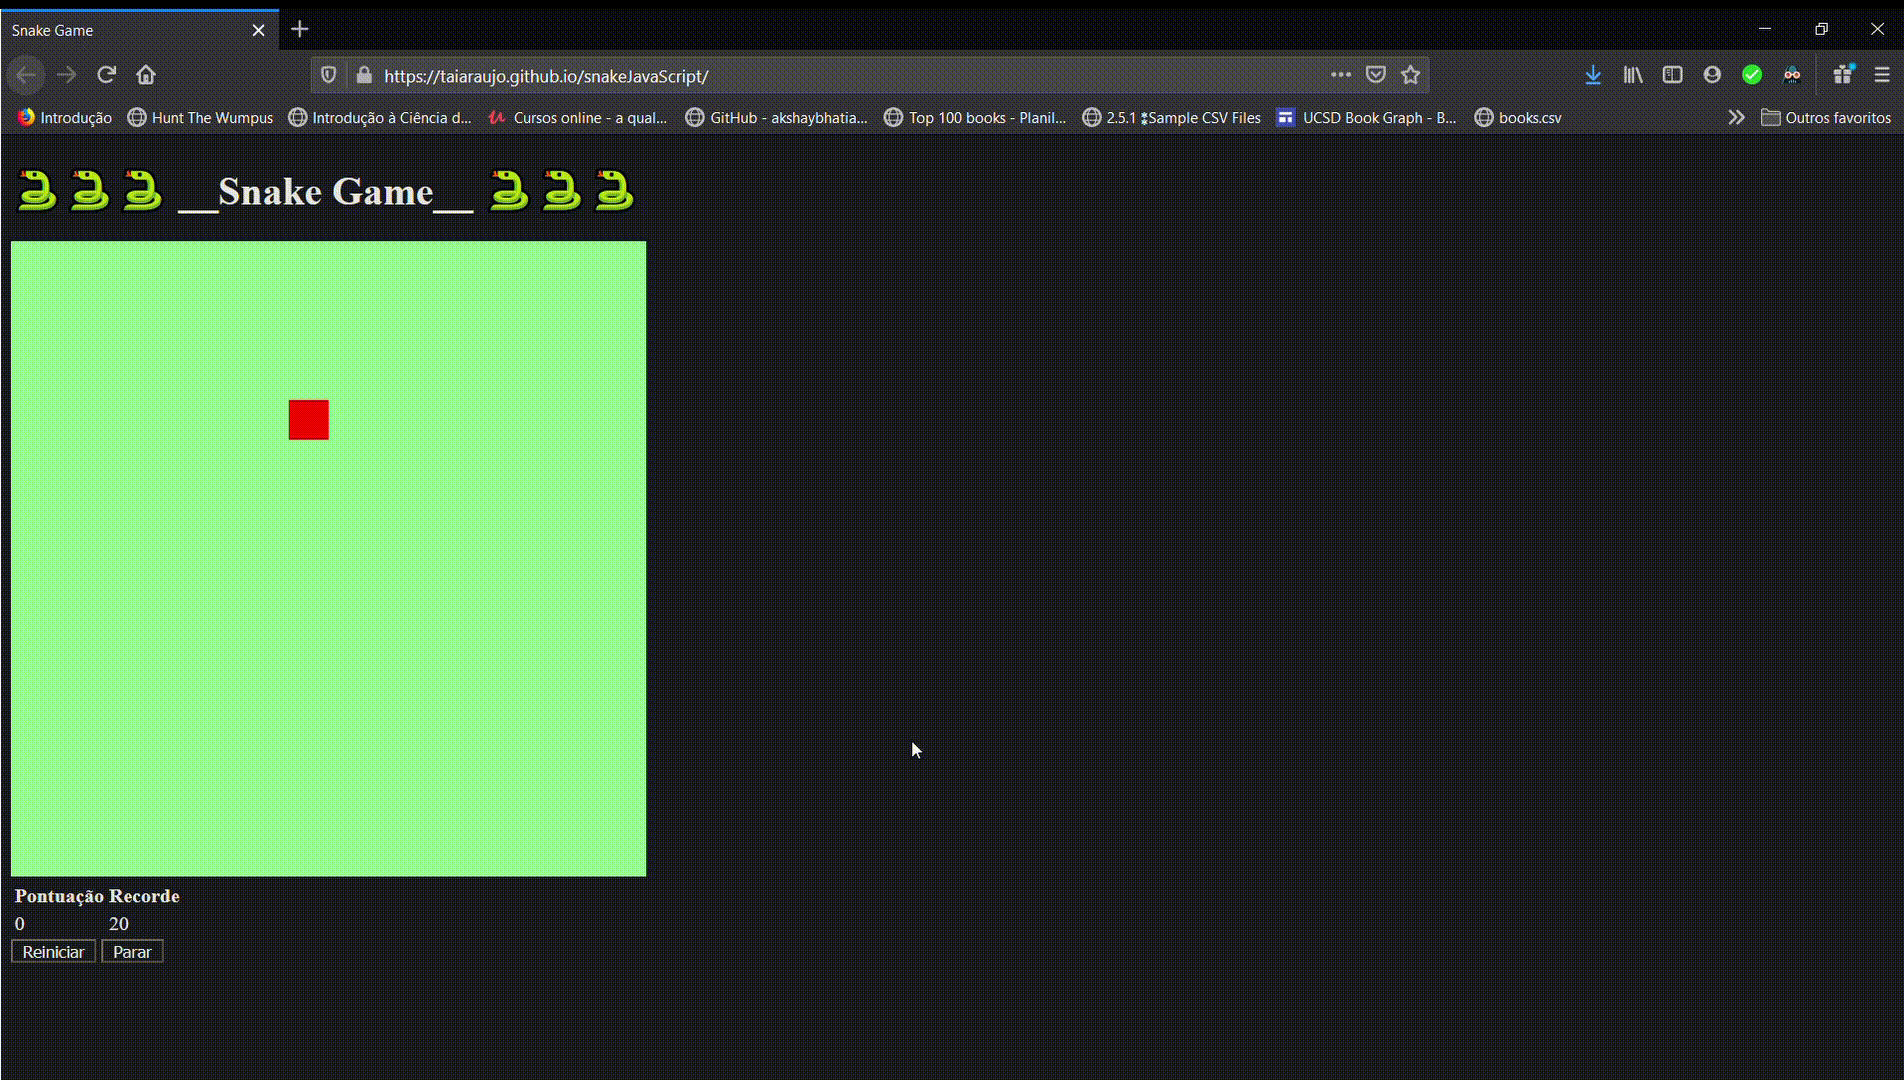 Snake Game
https://taiaraujo.github.io/snakeJavaScript/
Introdução Hunt The Wumpus Introdução à Ciência d... Cursos online - a qual... GitHub - akshaybhatia... Top 100 books - Planil... 2.5.1 Sample CSV Files UCSD Book Graph - B... books.csv Outros favoritos
__Snake Game__
Pontuação Recorde
0 20
Reiniciar Parar